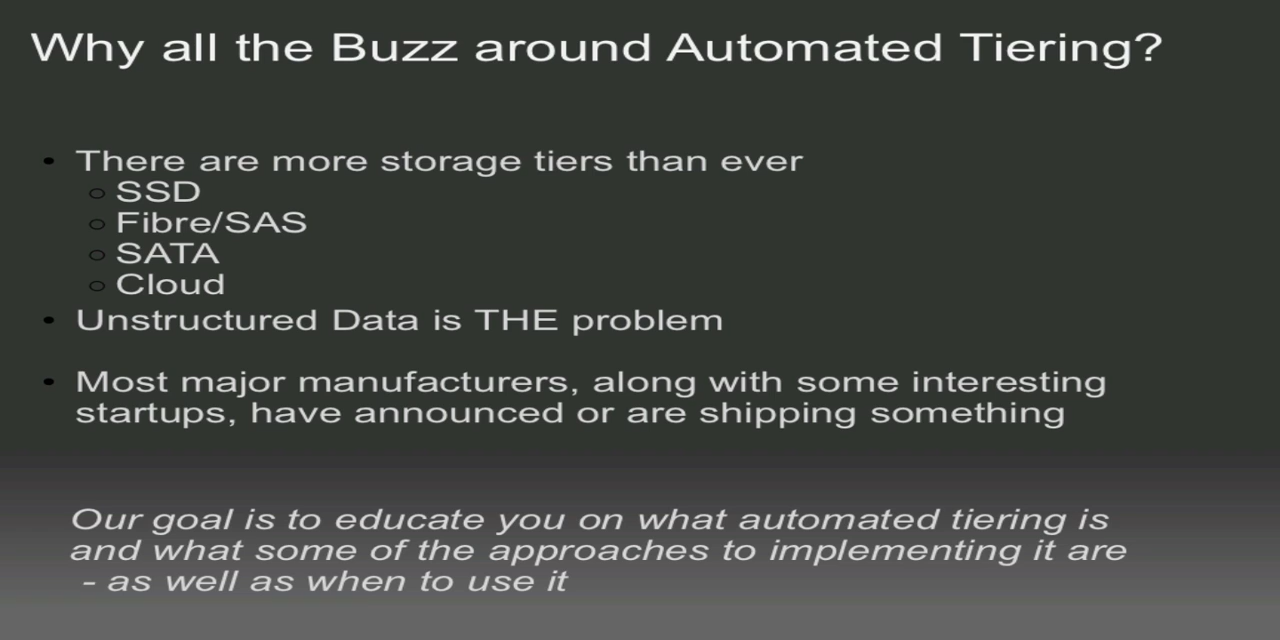 Why all the Buzz around Automated Tiering?
• There are more storage tiers than ever
○ SSD
○ Fibre/SAS
○ SATA
○ Cloud
• Unstructured Data is THE problem
• Most major manufacturers, along with some interesting
startups, have announced or are shipping something
Our goal is to educate you on what automated tiering is
and what some of the approaches to implementing it are
- as well as when to use it